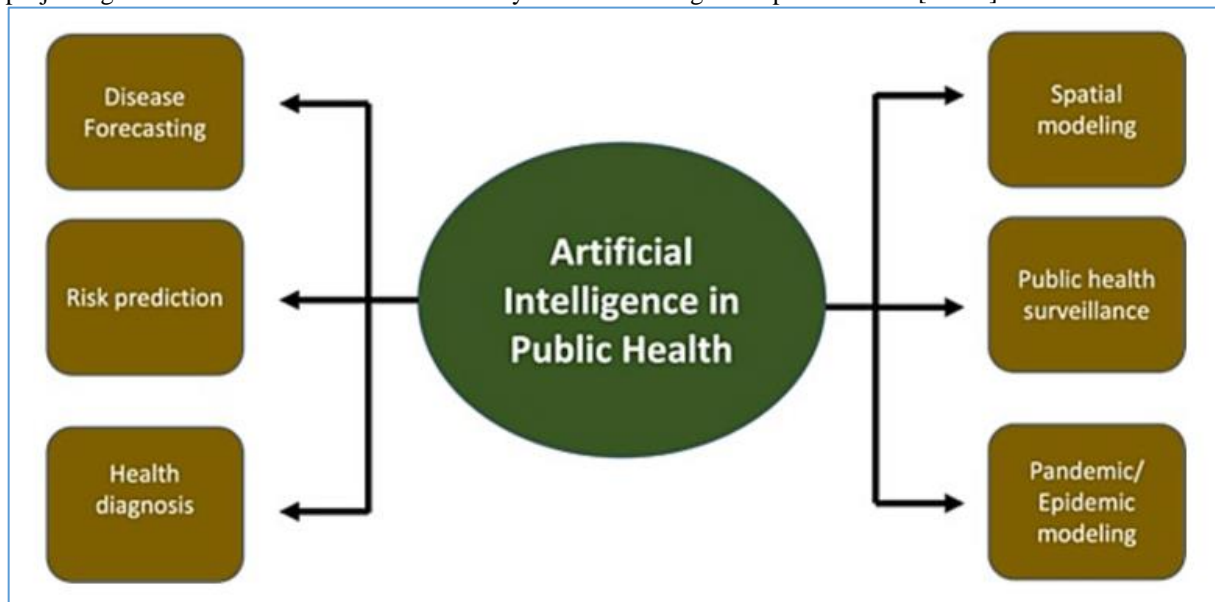 Disease
Forecasting
Risk prediction
Health
diagnosis
Artificial
Intelligence in
Public Health
Spatial
modeling
Public health
surveillance
Pandemic/
Epidemic
modeling